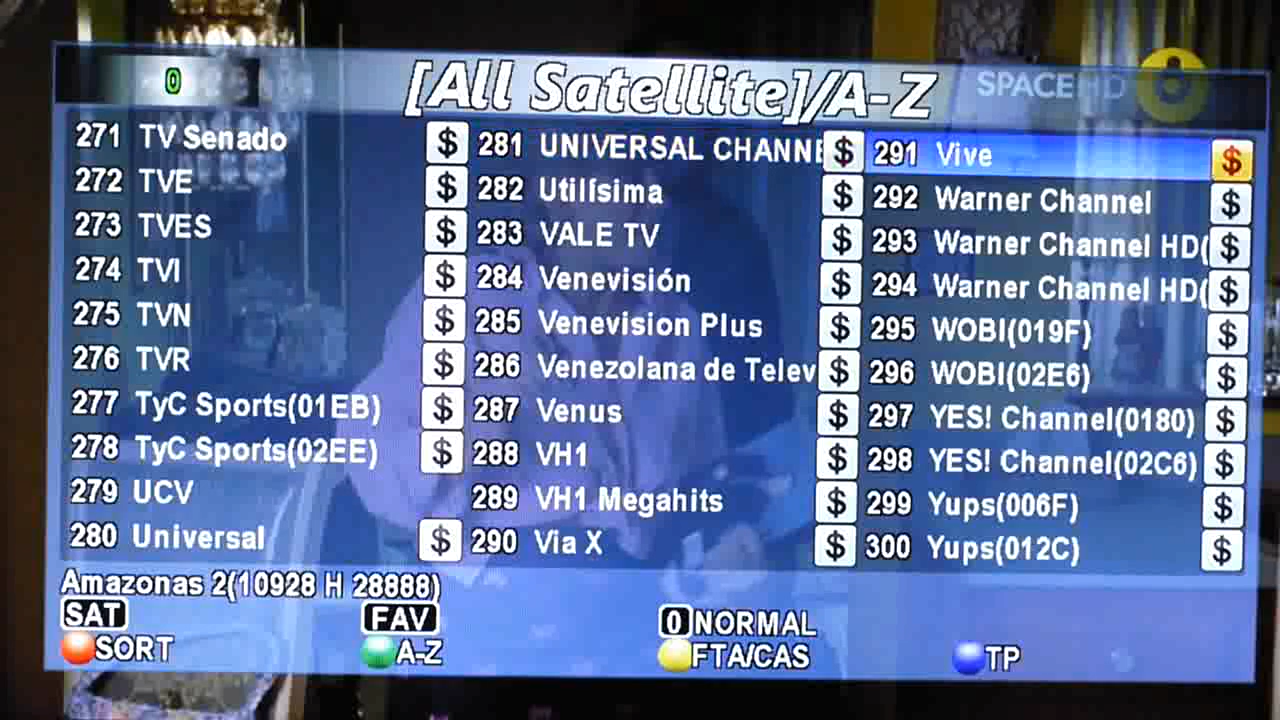 0
[All Satellite]/A-Z
SPACE HD
271 TV Senado $
272 TVE $
273 TVES $
274 TVI $
275 TVN $
276 TVR $
277 TyC Sports(01EB) $
278 TyC Sports(02EE) $
279 UCV
280 Universal $
281 UNIVERSAL CHANNE $
282 Utilísima $
283 VALE TV $
284 Venevisión $
285 Venevision Plus $
286 Venezolana de Telev $
287 Venus $
288 VH1 $
289 VH1 Megahits $
290 Via X $
291 Vive $
292 Warner Channel $
293 Warner Channel HD( $
294 Warner Channel HD( $
295 WOBI(019F) $
296 WOBI(02E6) $
297 YES! Channel(0180) $
298 YES! Channel(02C6) $
299 Yups(006F) $
300 Yups(012C) $
Amazonas 2(10928 H 28888)
SAT FAV 0 NORMAL
SORT A-Z FTA/CAS TP